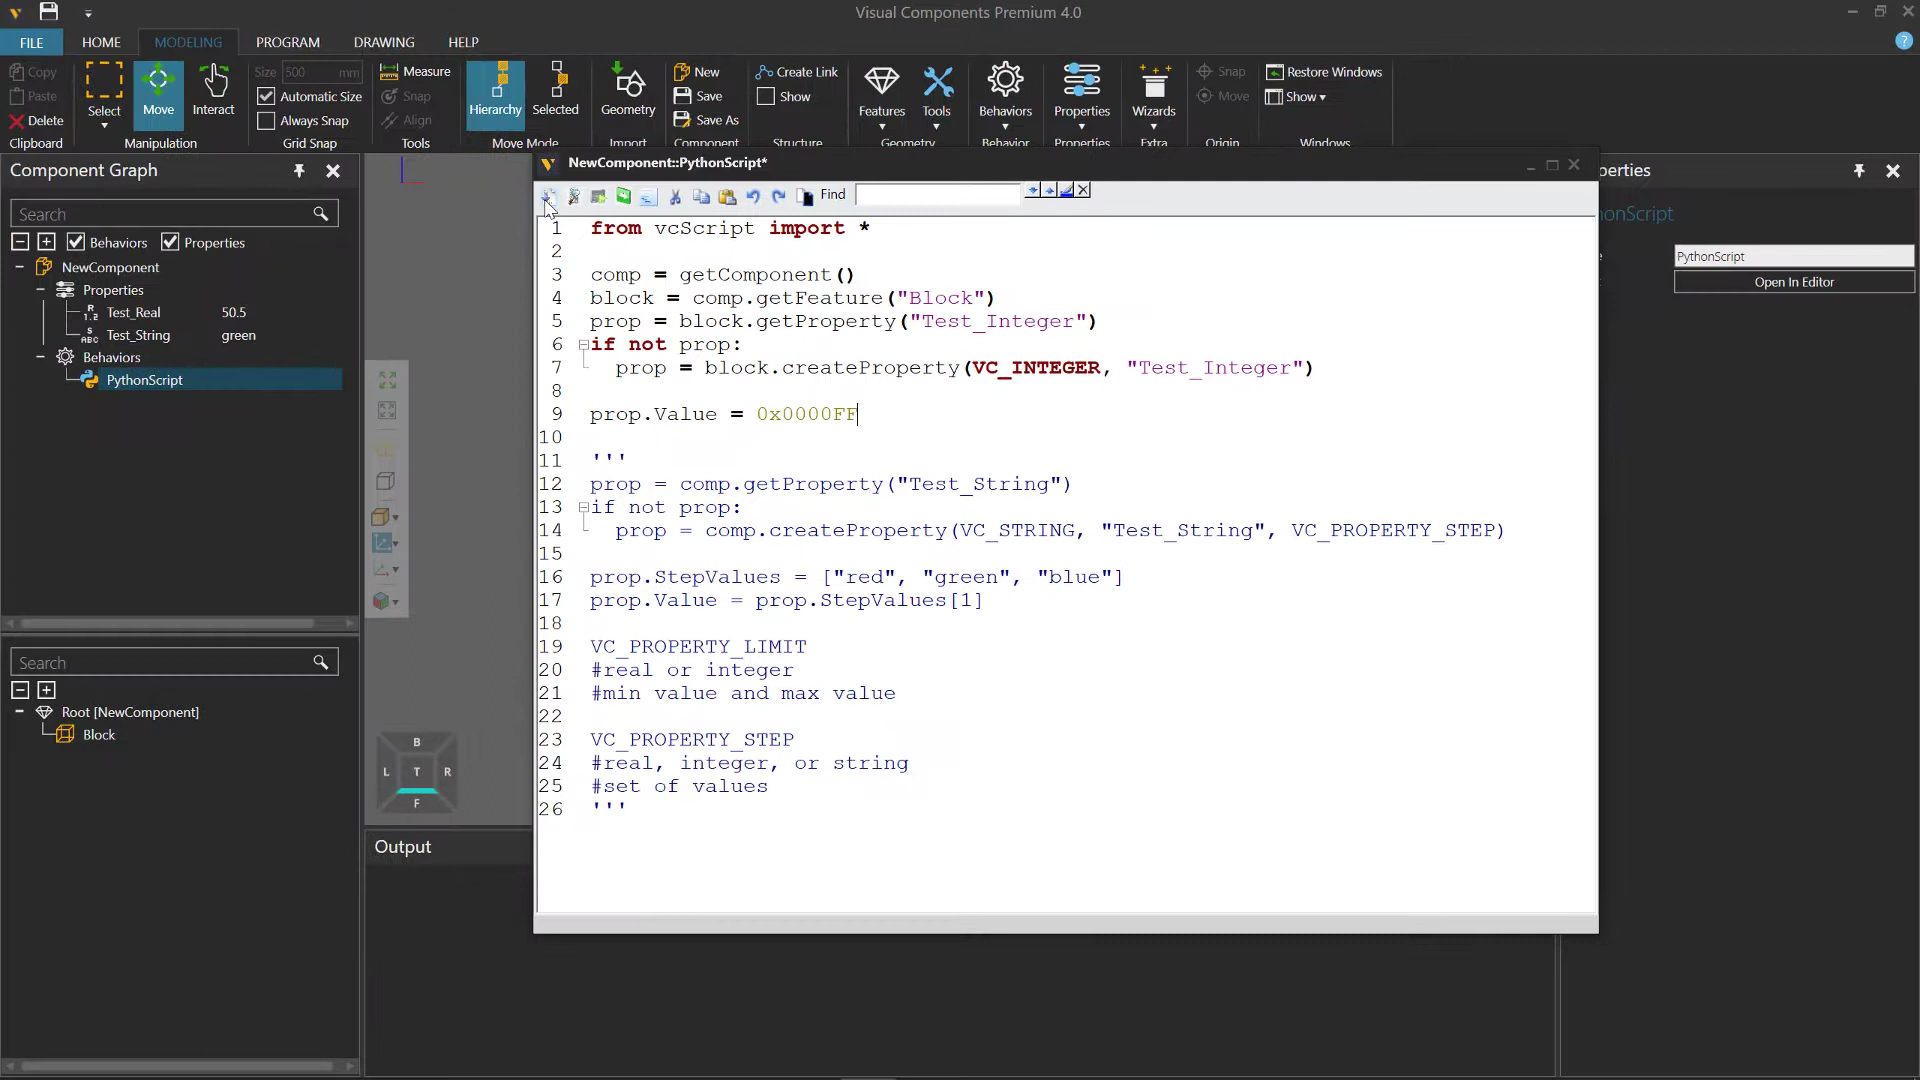 Visual Components Premium 4.0
FILE HOME MODELING PROGRAM DRAWING HELP
Copy
Paste
Delete
Clipboard
Select
Move
Interact
Manipulation
Size 500 mm
Automatic Size
Always Snap
Grid Snap
Measure
Snap
Align
Tools
Hierarchy
Selected
Move Mode
Geometry
Import
New
Save
Save As
Component
Create Link
Show
Structure
Features
Tools
Geometry
Behaviors
Behavior
Properties
Properties
Wizards
Extra
Snap
Move
Origin
Restore Windows
Show
Windows
Component Graph
Search
Behaviors Properties
NewComponent
Properties
R 1.2 Test_Real 50.5
S ABC Test_String green
Behaviors
PythonScript
Search
Root [NewComponent]
Block
B
L T R
F
Output
NewComponent::PythonScript*
Find
1 from vcScript import *
2
3 comp = getComponent()
4 block = comp.getFeature("Block")
5 prop = block.getProperty("Test_Integer")
6 if not prop:
7 prop = block.createProperty(VC_INTEGER, "Test_Integer")
8
9 prop.Value = 0x0000FF
10
11 '''
12 prop = comp.getProperty("Test_String")
13 if not prop:
14 prop = comp.createProperty(VC_STRING, "Test_String", VC_PROPERTY_STEP)
15
16 prop.StepValues = ["red", "green", "blue"]
17 prop.Value = prop.StepValues[1]
18
19 VC_PROPERTY_LIMIT
20 #real or integer
21 #min value and max value
22
23 VC_PROPERTY_STEP
24 #real, integer, or string
25 #set of values
26 '''
perties
onScript
e PythonScript
Open In Editor